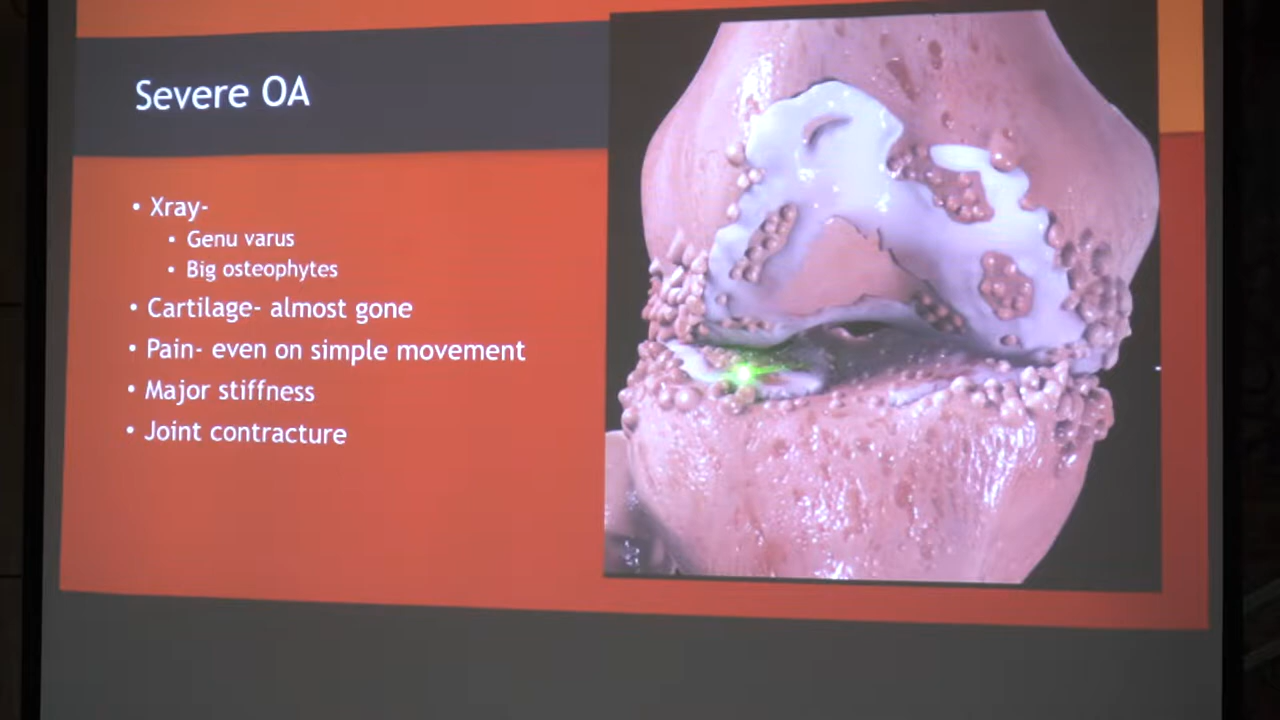 Severe OA
• Xray-
• Genu varus
• Big osteophytes
• Cartilage- almost gone
• Pain- even on simple movement
• Major stiffness
• Joint contracture